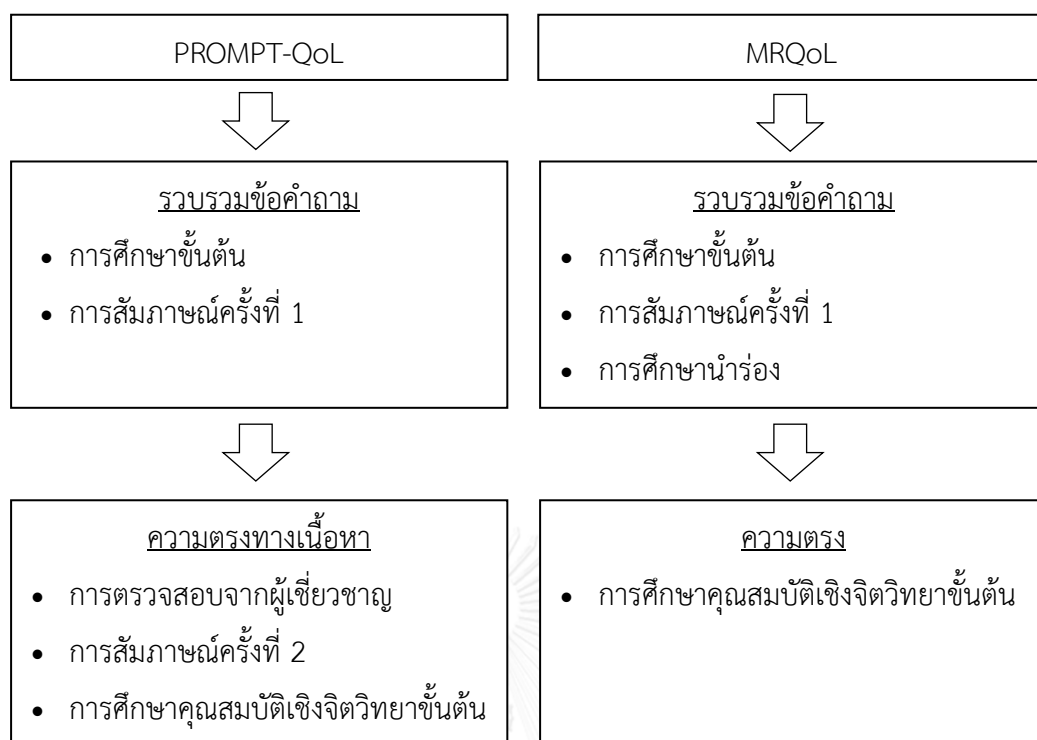 PROMPT-QoL
รวบรวมข้อคำถาม
• การศึกษาขั้นต้น
• การสัมภาษณ์ครั้งที่ 1
ความตรงทางเนื้อหา
• การตรวจสอบจากผู้เชี่ยวชาญ
• การสัมภาษณ์ครั้งที่ 2
• การศึกษาคุณสมบัติเชิงจิตวิทยาขั้นต้น
MRQoL
รวบรวมข้อคำถาม
• การศึกษาขั้นต้น
• การสัมภาษณ์ครั้งที่ 1
• การศึกษานำร่อง
ความตรง
• การศึกษาคุณสมบัติเชิงจิตวิทยาขั้นต้น